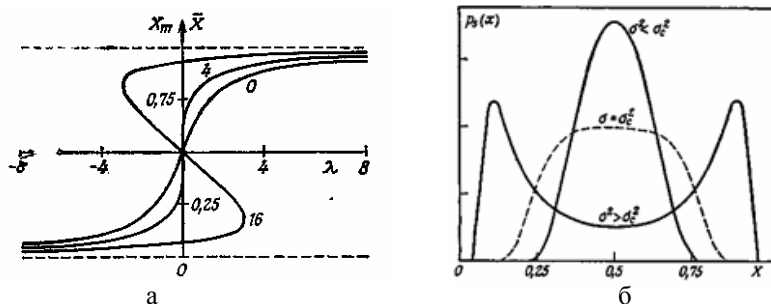 x_m x̄
p_s(x)
4
σ²<σ_c²
0,75
0
σ=σ_c²
-8 -4 4 λ 8
0,25
16
σ²>σ_c²
0
0 0,25 0,5 0,75 x
а б